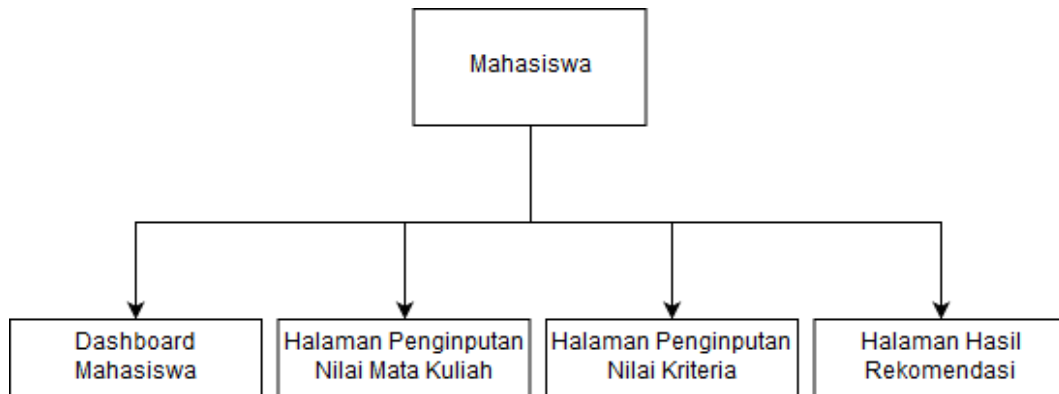 Mahasiswa
Dashboard
Mahasiswa
Halaman Penginputan
Nilai Mata Kuliah
Halaman Penginputan
Nilai Kriteria
Halaman Hasil
Rekomendasi